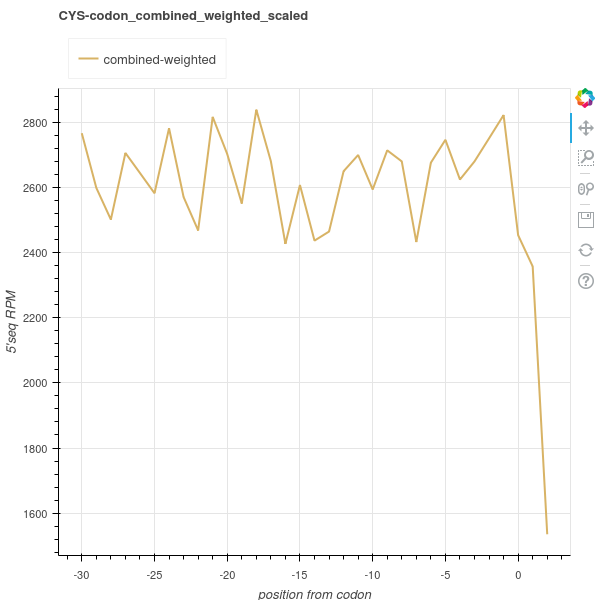 CYS-codon_combined_weighted_scaled
combined-weighted
2800
2600
2400
2200
2000
1800
1600
5'seq RPM
-30 -25 -20 -15 -10 -5 0
position from codon